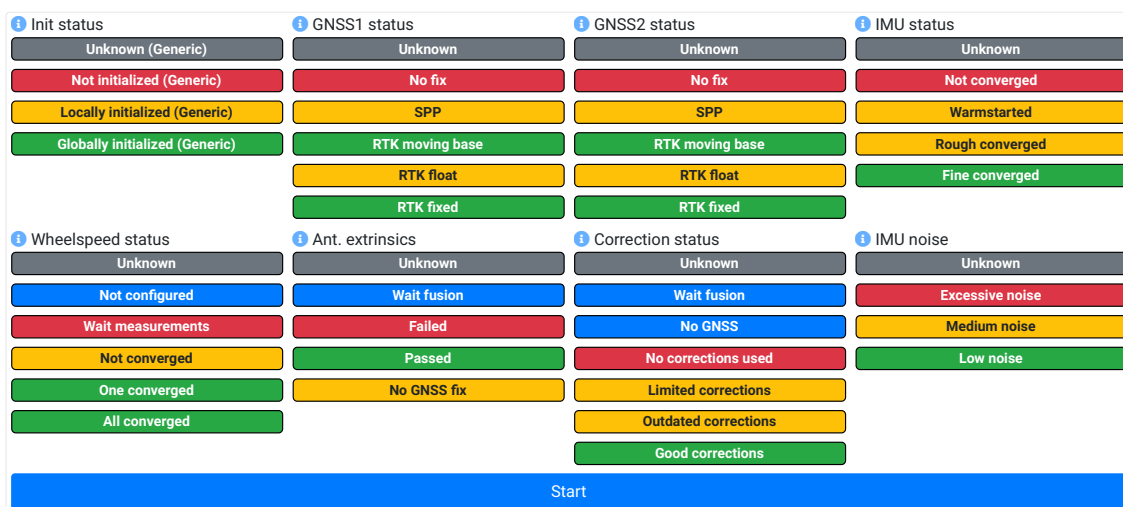 Init status
Unknown (Generic)
Not initialized (Generic)
Locally initialized (Generic)
Globally initialized (Generic)
GNSS1 status
Unknown
No fix
SPP
RTK moving base
RTK float
RTK fixed
GNSS2 status
Unknown
No fix
SPP
RTK moving base
RTK float
RTK fixed
IMU status
Unknown
Not converged
Warmstarted
Rough converged
Fine converged
Wheelspeed status
Unknown
Not configured
Wait measurements
Not converged
One converged
All converged
Ant. extrinsics
Unknown
Wait fusion
Failed
Passed
No GNSS fix
Correction status
Unknown
Wait fusion
No GNSS
No corrections used
Limited corrections
Outdated corrections
Good corrections
IMU noise
Unknown
Excessive noise
Medium noise
Low noise
Start